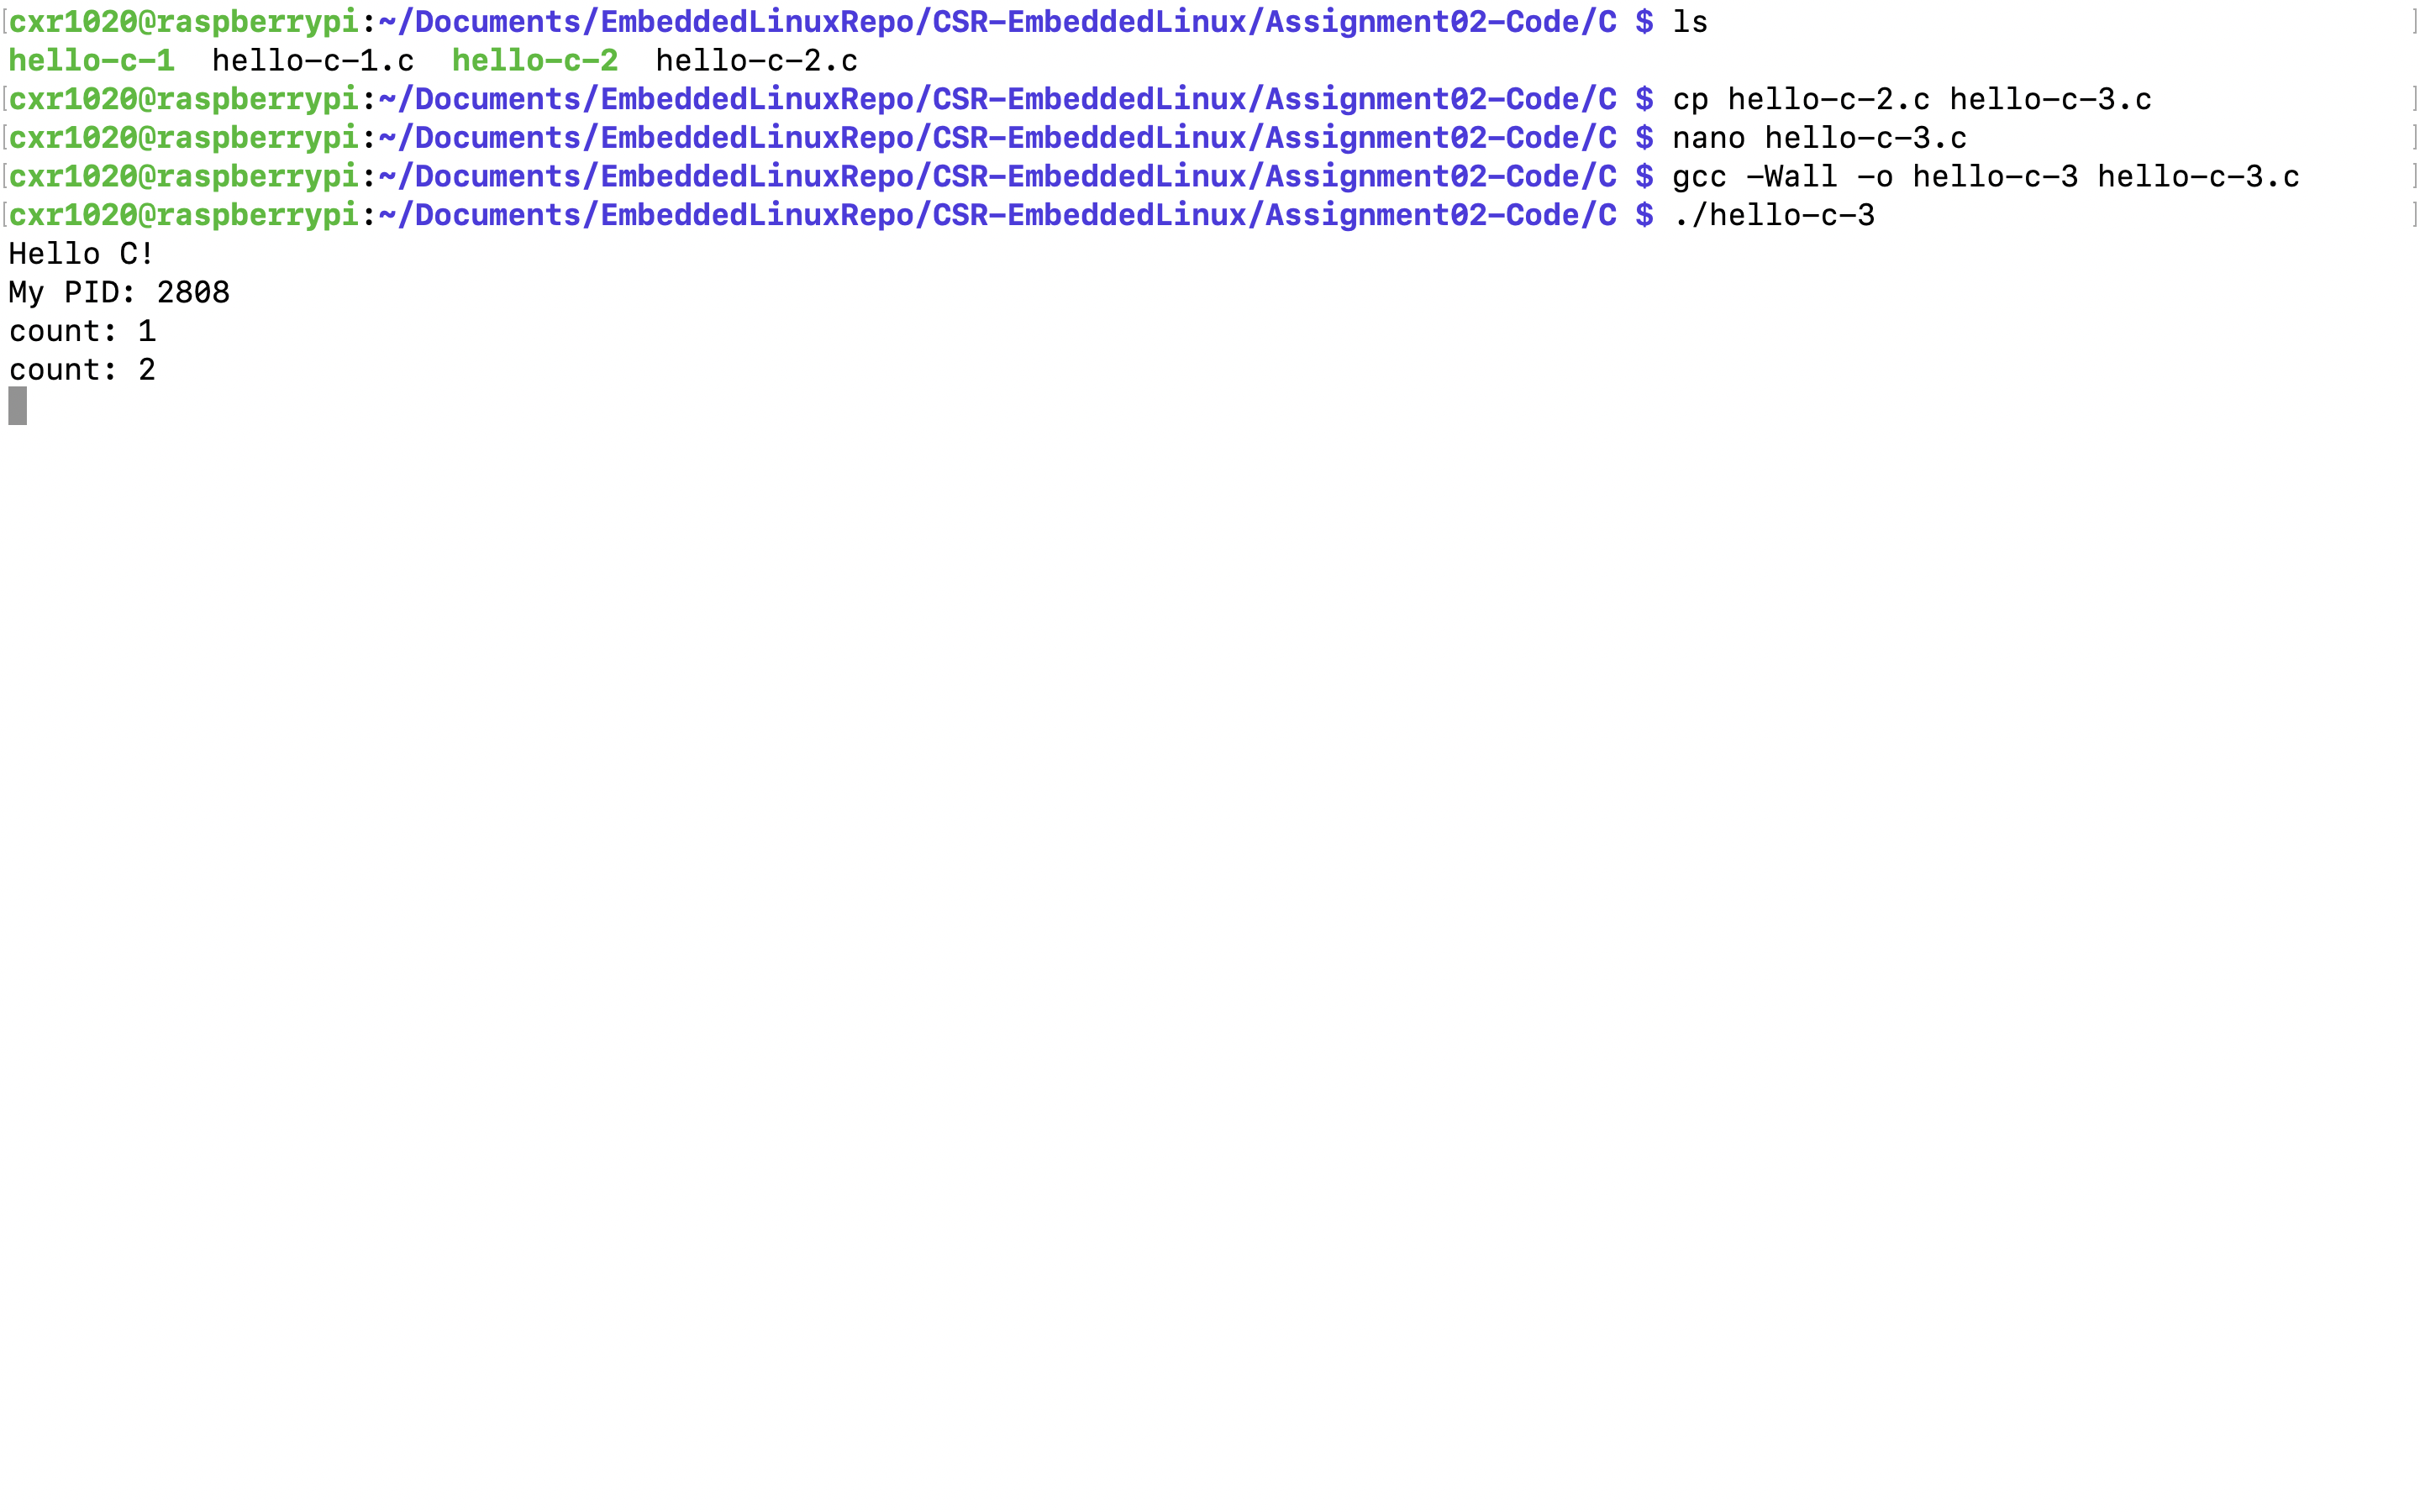 [cxr1020@raspberrypi:~/Documents/EmbeddedLinuxRepo/CSR-EmbeddedLinux/Assignment02-Code/C $ ls ]
hello-c-1  hello-c-1.c  hello-c-2  hello-c-2.c
[cxr1020@raspberrypi:~/Documents/EmbeddedLinuxRepo/CSR-EmbeddedLinux/Assignment02-Code/C $ cp hello-c-2.c hello-c-3.c ]
[cxr1020@raspberrypi:~/Documents/EmbeddedLinuxRepo/CSR-EmbeddedLinux/Assignment02-Code/C $ nano hello-c-3.c ]
[cxr1020@raspberrypi:~/Documents/EmbeddedLinuxRepo/CSR-EmbeddedLinux/Assignment02-Code/C $ gcc -Wall -o hello-c-3 hello-c-3.c ]
[cxr1020@raspberrypi:~/Documents/EmbeddedLinuxRepo/CSR-EmbeddedLinux/Assignment02-Code/C $ ./hello-c-3 ]
Hello C!
My PID: 2808
count: 1
count: 2